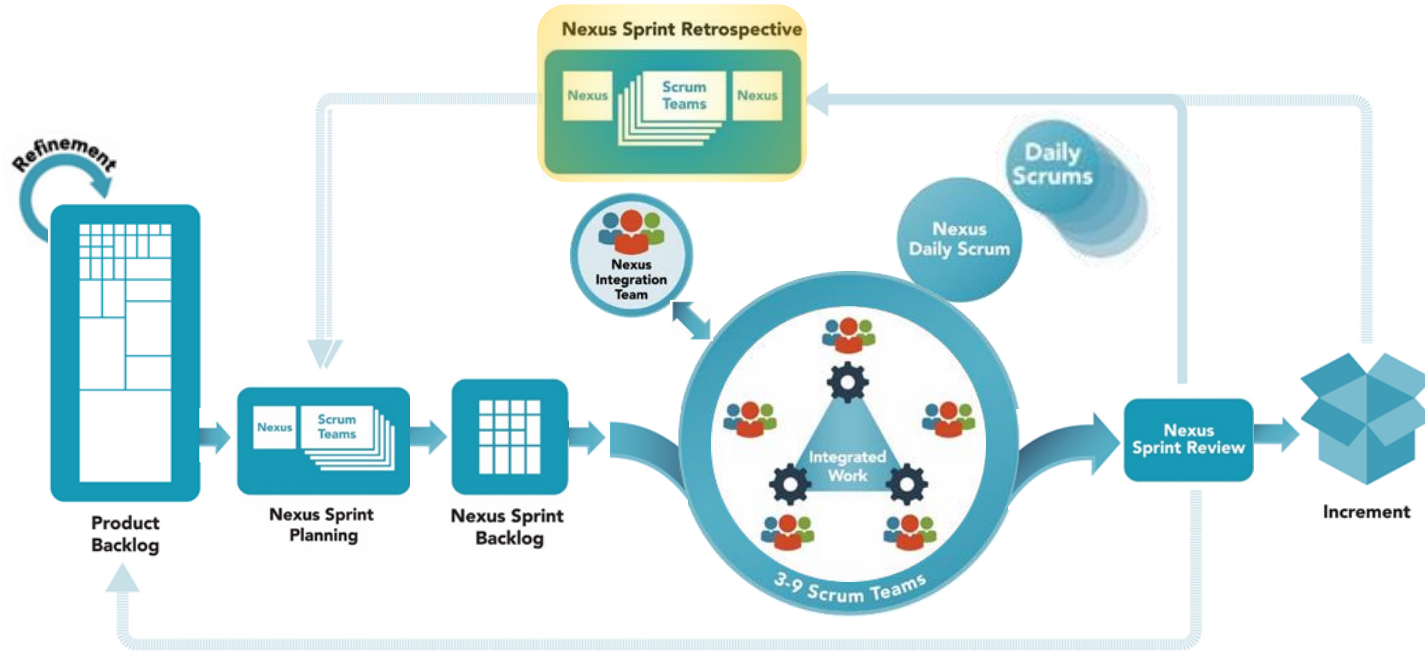 Nexus Sprint Retrospective
Nexus
Scrum
Teams
Nexus
Refinement
Daily
Scrums
Nexus
Daily Scrum
Nexus
Integration
Team
Nexus
Scrum
Teams
Integrated
Work
Nexus
Sprint Review
Product
Backlog
Nexus Sprint
Planning
Nexus Sprint
Backlog
3-9 Scrum Teams
Increment